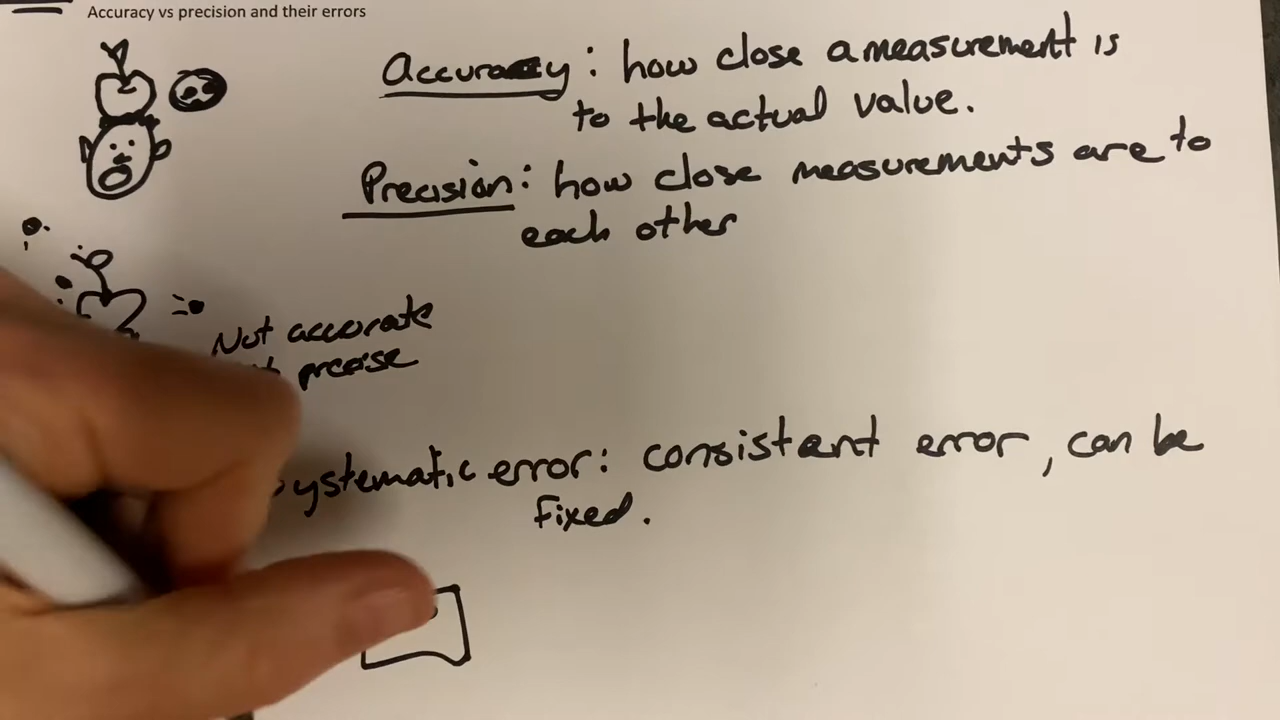 Accuracy vs precision and their errors
Accuracy: how close a measurement is
to the actual value.
Precision: how close measurements are to
each other
Not accurate
precise
systematic error: consistent error, can be
fixed.